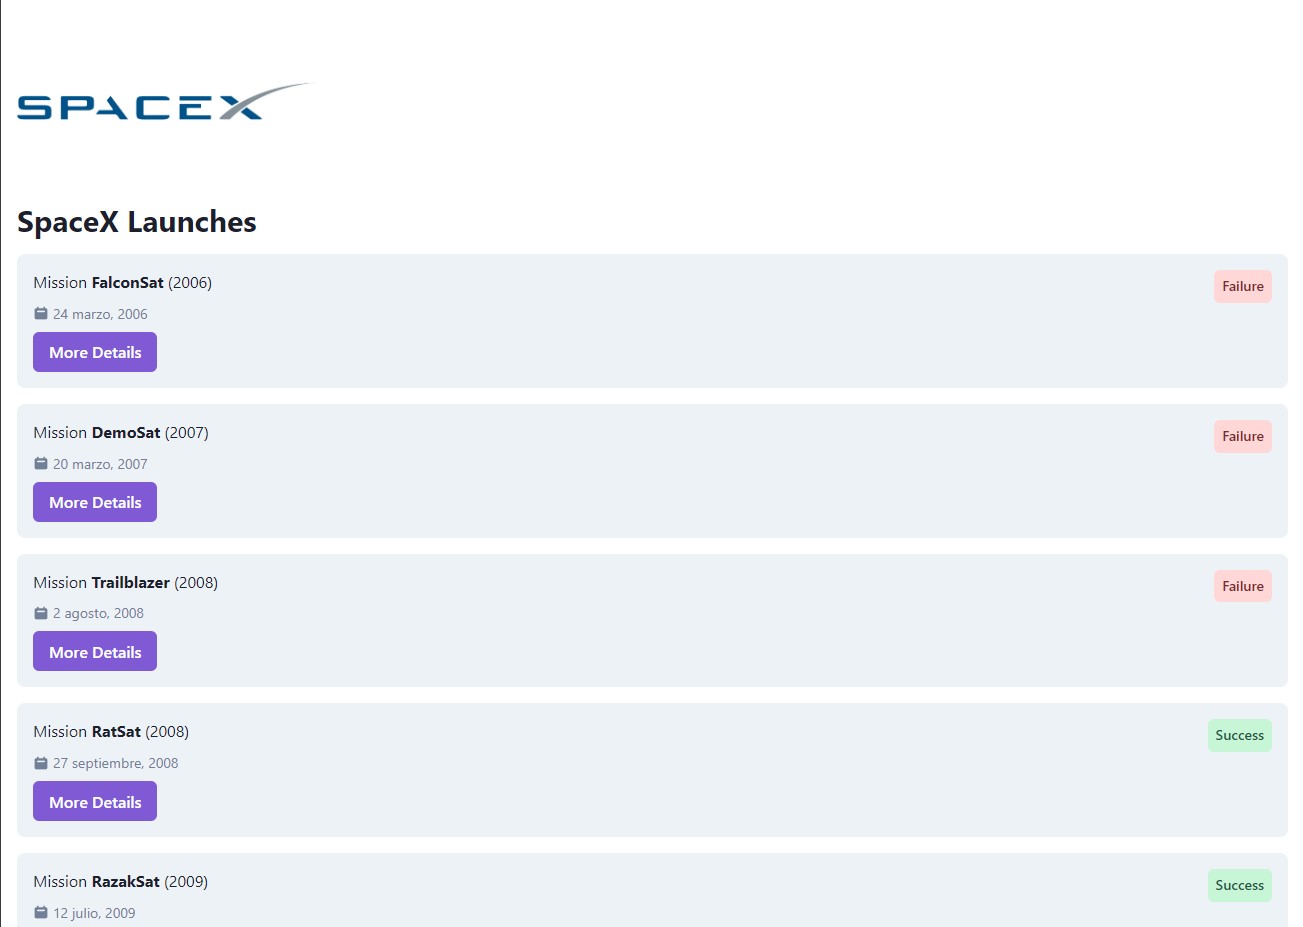 SPACEX
SpaceX Launches
Mission FalconSat (2006)
Failure
24 marzo, 2006
More Details
Mission DemoSat (2007)
Failure
20 marzo, 2007
More Details
Mission Trailblazer (2008)
Failure
2 agosto, 2008
More Details
Mission RatSat (2008)
Success
27 septiembre, 2008
More Details
Mission RazakSat (2009)
Success
12 julio, 2009